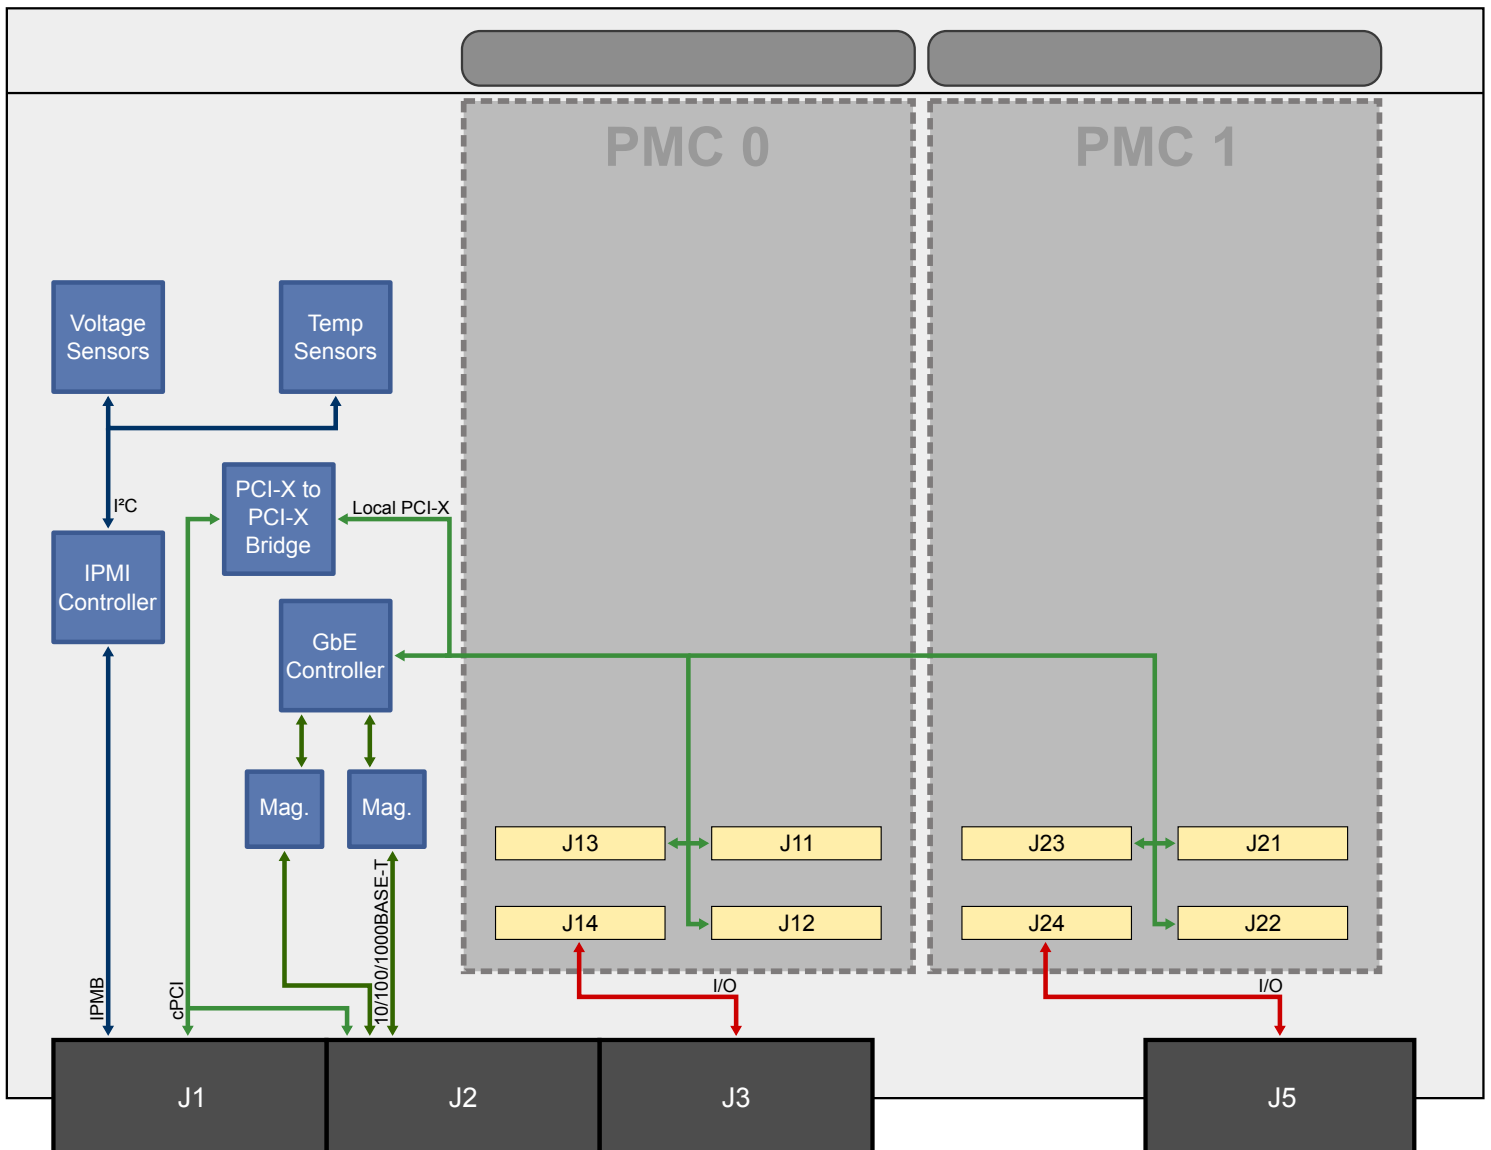 PMC 0
PMC 1
Voltage
Sensors
Temp
Sensors
I²C
PCI-X to
PCI-X
Bridge
Local PCI-X
IPMI
Controller
GbE
Controller
Mag.
Mag.
J13
J11
J23
J21
J14
J12
J24
J22
IPMB
cPCI
10/100/1000BASE-T
I/O
I/O
J1
J2
J3
J5